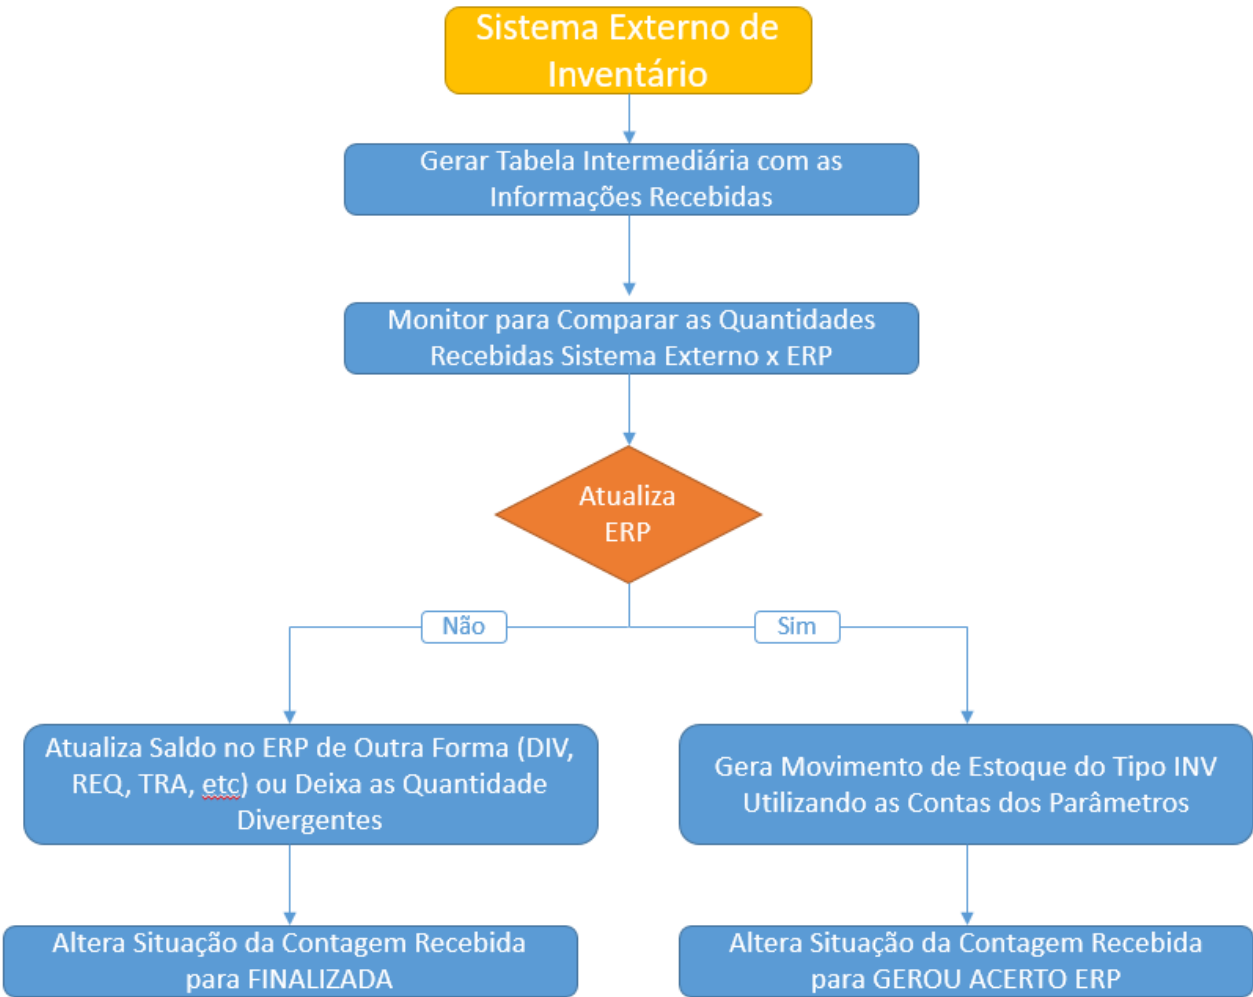 Sistema Externo de
Inventário
Gerar Tabela Intermediária com as
Informações Recebidas
Monitor para Comparar as Quantidades
Recebidas Sistema Externo x ERP
Atualiza
ERP
Não
Sim
Atualiza Saldo no ERP de Outra Forma (DIV,
REQ, TRA, etc) ou Deixa as Quantidade
Divergentes
Gera Movimento de Estoque do Tipo INV
Utilizando as Contas dos Parâmetros
Altera Situação da Contagem Recebida
para FINALIZADA
Altera Situação da Contagem Recebida
para GEROU ACERTO ERP